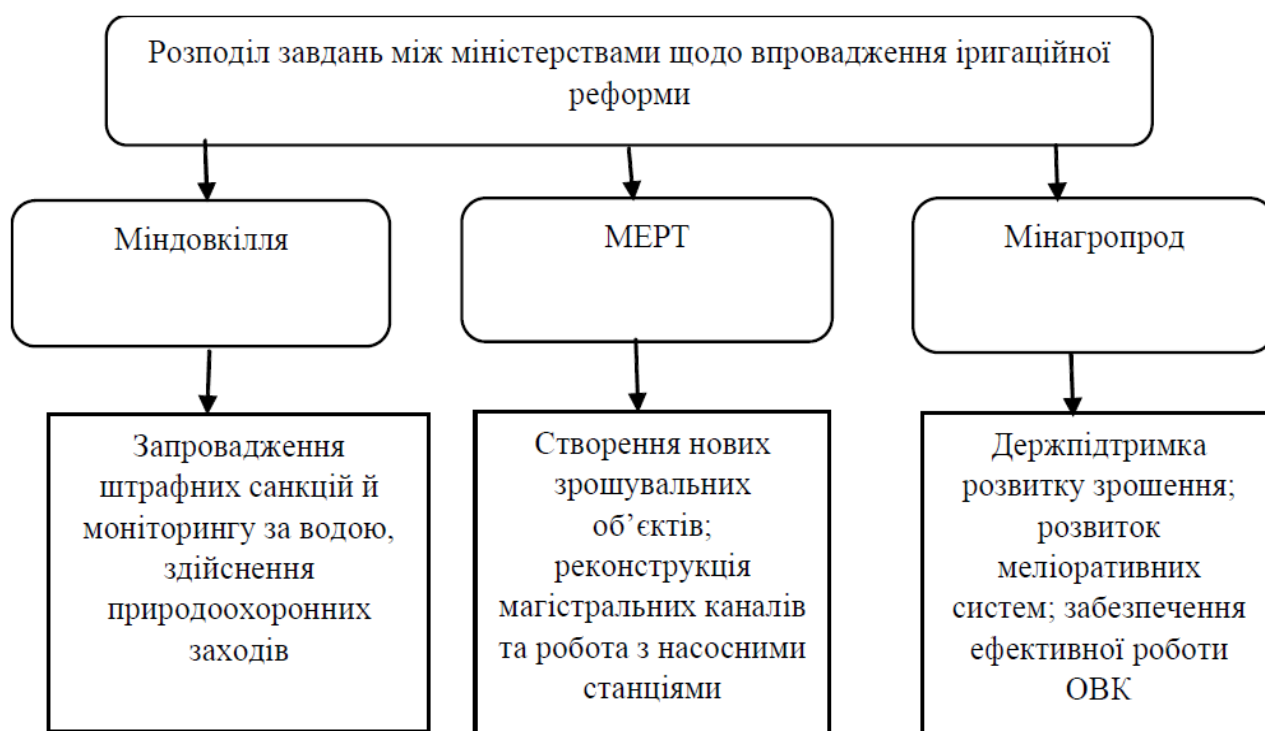 Розподіл завдань між міністерствами щодо впровадження іригаційної
реформи
Міндовкілля
МЕРТ
Мінагропрод
Запровадження
штрафних санкцій й
моніторингу за водою,
здійснення
природоохоронних
заходів
Створення нових
зрошувальних
об’єктів;
реконструкція
магістральних каналів
та робота з насосними
станціями
Держпідтримка
розвитку зрошення;
розвиток
меліоративних
систем; забезпечення
ефективної роботи
ОВК